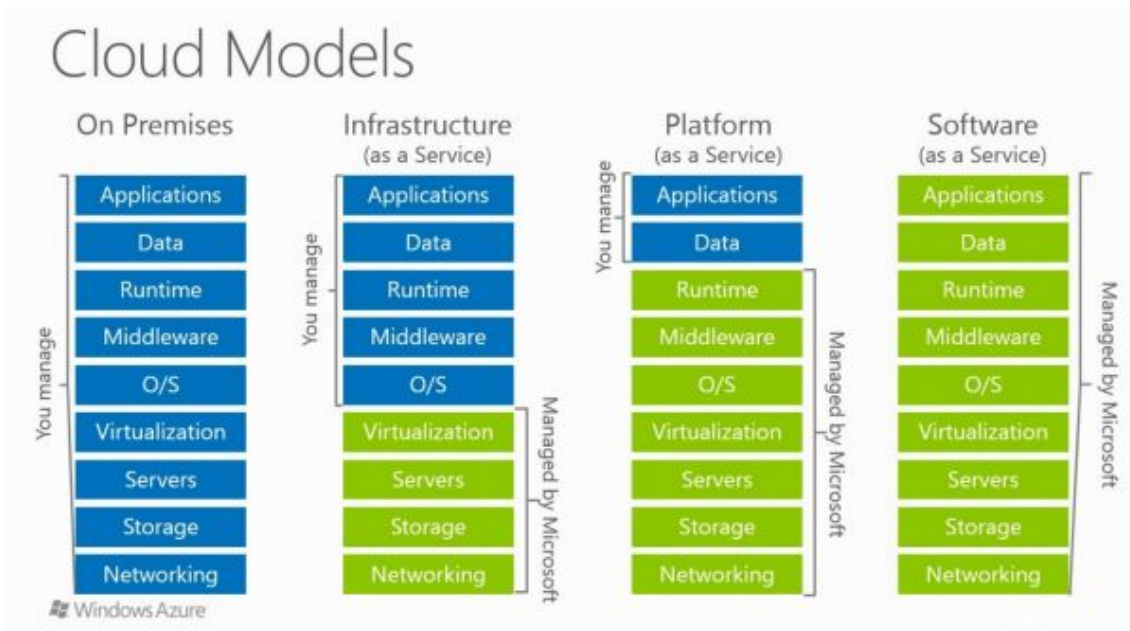 Cloud Models
On Premises
You manage
Applications
Data
Runtime
Middleware
O/S
Virtualization
Servers
Storage
Networking
Infrastructure
(as a Service)
You manage
Applications
Data
Runtime
Middleware
O/S
Virtualization
Servers
Storage
Networking
Managed by Microsoft
Platform
(as a Service)
You manage
Applications
Data
Runtime
Middleware
O/S
Virtualization
Servers
Storage
Networking
Managed by Microsoft
Software
(as a Service)
Applications
Data
Runtime
Middleware
O/S
Virtualization
Servers
Storage
Networking
Managed by Microsoft
Windows Azure